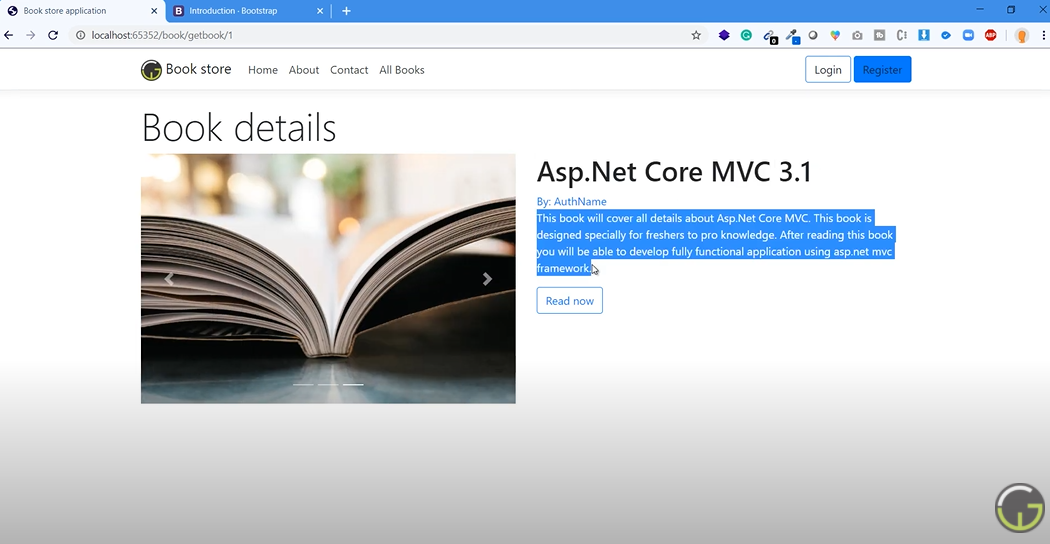 Book store application
Introduction · Bootstrap
localhost:65352/book/getbook/1
0
ABP
Book store
Home
About
Contact
All Books
Login
Register
Book details
Asp.Net Core MVC 3.1
By: AuthName
This book will cover all details about Asp.Net Core MVC. This book is
designed specially for freshers to pro knowledge. After reading this book
you will be able to develop fully functional application using asp.net mvc
framework.
Read now